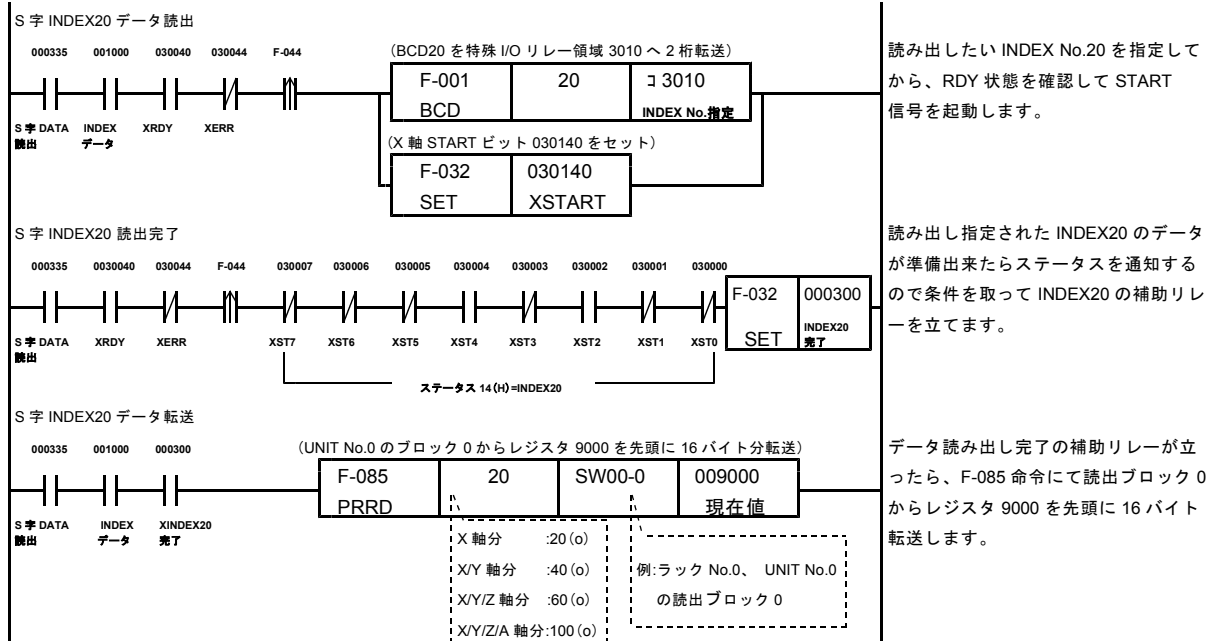 S 字 INDEX20 データ読出
000335 001000 030040 030044 F-044
(BCD20 を特殊 I/O リレー領域 3010 へ 2 桁転送)
F-001 20 コ 3010
BCD INDEX No.指定
S 字 DATA INDEX XRDY XERR
読出 データ
(X 軸 START ビット 030140 をセット)
F-032 030140
SET XSTART
読み出したい INDEX No.20 を指定して
から、RDY 状態を確認して START
信号を起動します。
S 字 INDEX20 読出完了
000335 0030040 030044 F-044 030007 030006 030005 030004 030003 030002 030001 030000
F-032 000300
SET INDEX20
完了
S 字 DATA XRDY XERR XST7 XST6 XST5 XST4 XST3 XST2 XST1 XST0
読出
ステータス 14(H)=INDEX20
読み出し指定された INDEX20 のデータ
が準備出来たらステータスを通知する
ので条件を取って INDEX20 の補助リレ
ーを立てます。
S 字 INDEX20 データ転送
000335 001000 000300
(UNIT No.0 のブロック 0 からレジスタ 9000 を先頭に 16 バイト分転送)
F-085 20 SW00-0 009000
PRRD 現在値
S 字 DATA INDEX XINDEX20
読出 データ 完了
X 軸分 :20(o)
X/Y 軸分 :40(o)
X/Y/Z 軸分 :60(o)
X/Y/Z/A 軸分:100(o)
例:ラック No.0、 UNIT No.0
の読出ブロック 0
データ読み出し完了の補助リレーが立
ったら、F-085 命令にて読出ブロック 0
からレジスタ 9000 を先頭に 16 バイト
転送します。